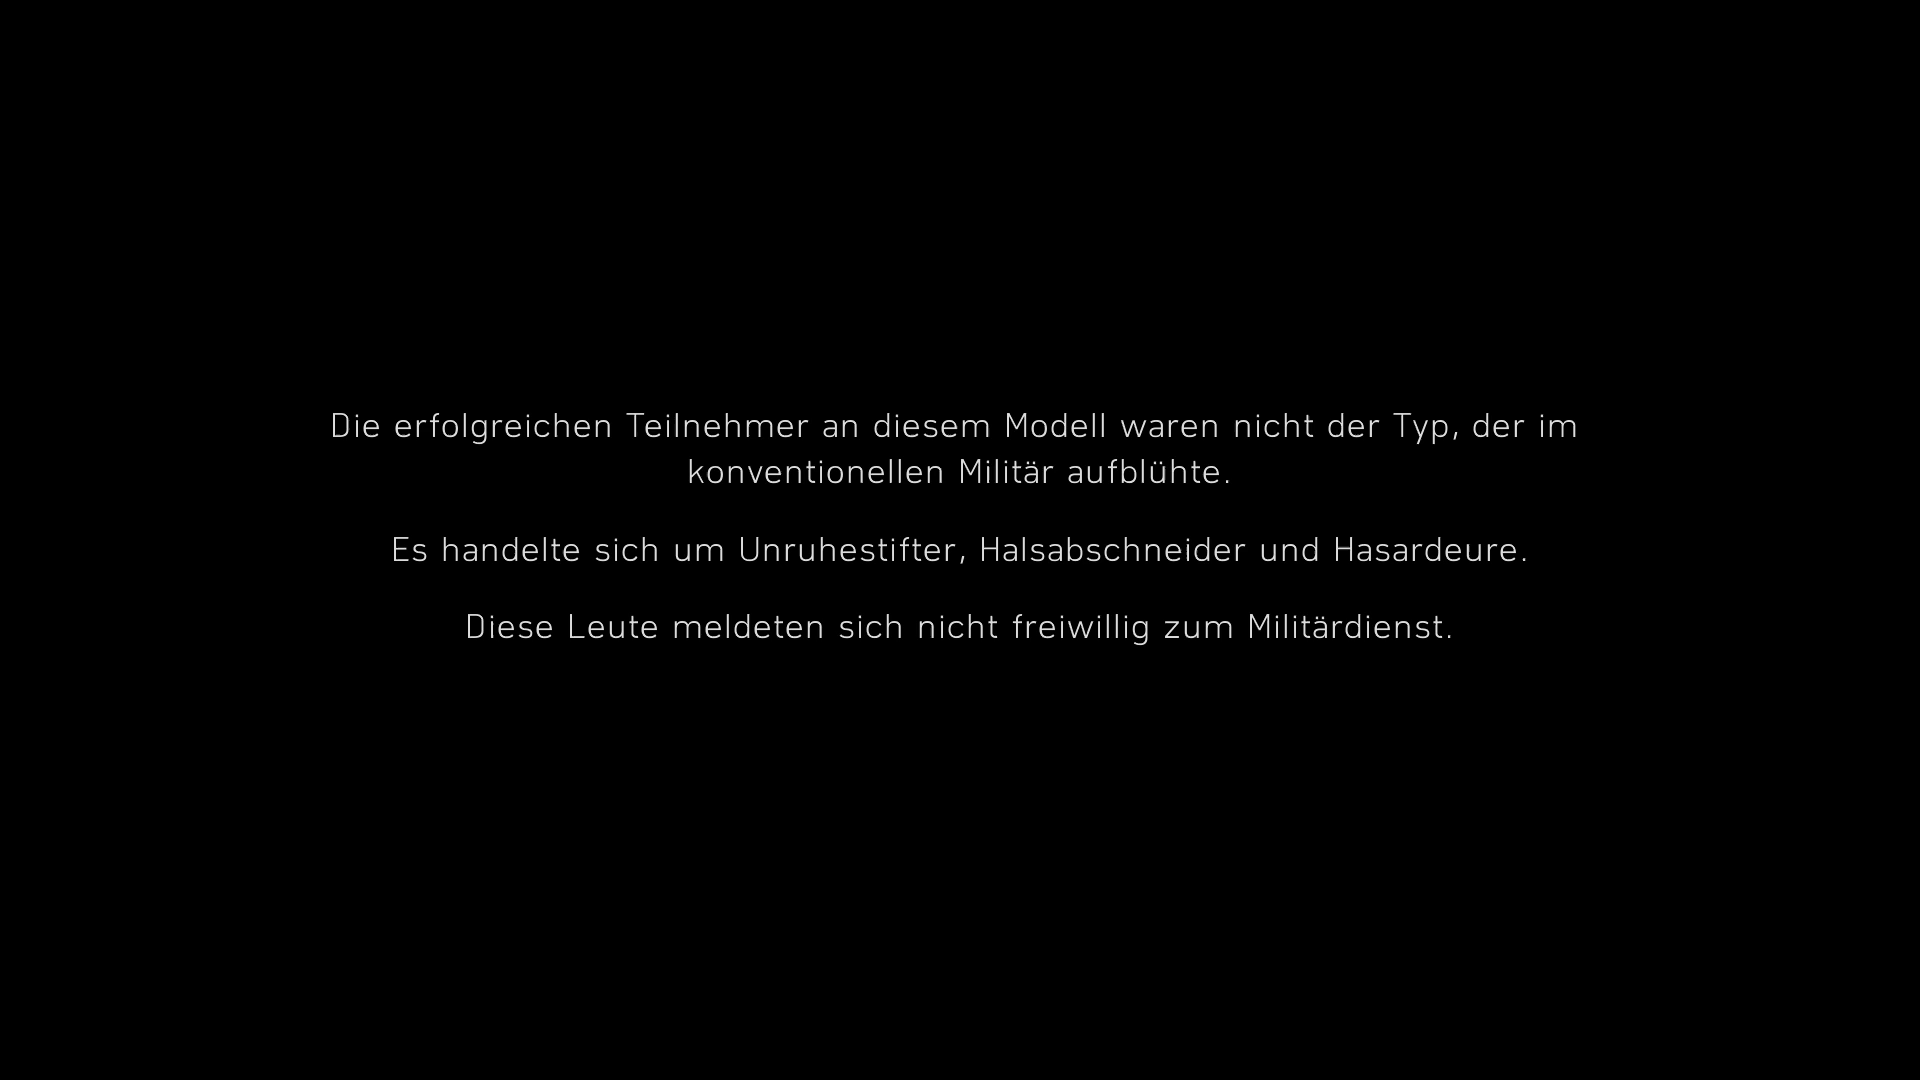 Die erfolgreichen Teilnehmer an diesem Modell waren nicht der Typ, der im
konventionellen Militär aufblühte.
Es handelte sich um Unruhestifter, Halsabschneider und Hasardeure.
Diese Leute meldeten sich nicht freiwillig zum Militärdienst.